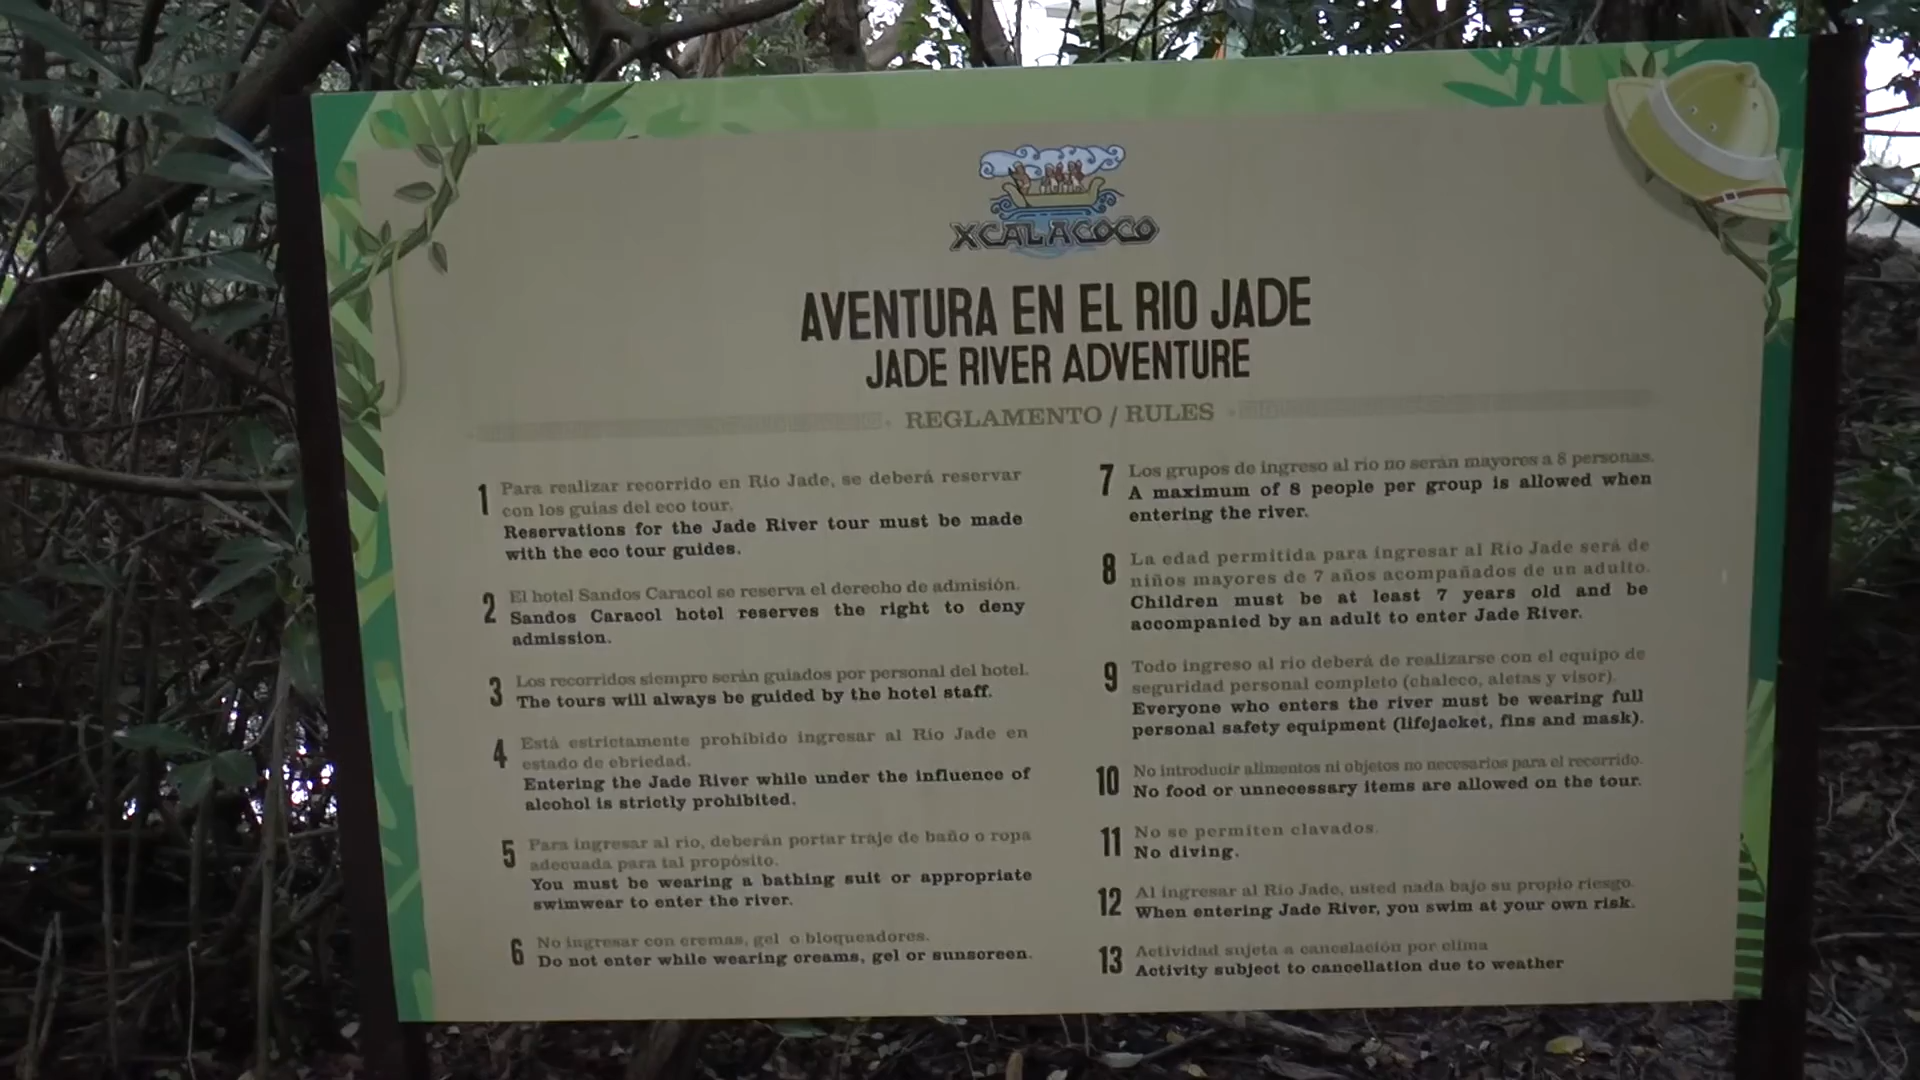 XCALACOCO
AVENTURA EN EL RIO JADE
JADE RIVER ADVENTURE
REGLAMENTO / RULES
1 Para realizar recorrido en Río Jade, se deberá reservar
con los guías del eco tour.
Reservations for the Jade River tour must be made
with the eco tour guides.
2 El hotel Sandos Caracol se reserva el derecho de admisión.
Sandos Caracol hotel reserves the right to deny
admission.
3 Los recorridos siempre serán guiados por personal del hotel.
The tours will always be guided by the hotel staff.
4 Está estrictamente prohibido ingresar al Río Jade en
estado de ebriedad.
Entering the Jade River while under the influence of
alcohol is strictly prohibited.
5 Para ingresar al río, deberán portar traje de baño o ropa
adecuada para tal propósito.
You must be wearing a bathing suit or appropriate
swimwear to enter the river.
6 No ingresar con cremas, gel o bloqueadores.
Do not enter while wearing creams, gel or sunscreen.
7 Los grupos de ingreso al río no serán mayores a 8 personas.
A maximum of 8 people per group is allowed when
entering the river.
8 La edad permitida para ingresar al Río Jade será de
niños mayores de 7 años acompañados de un adulto.
Children must be at least 7 years old and be
accompanied by an adult to enter Jade River.
9 Todo ingreso al río deberá de realizarse con el equipo de
seguridad personal completo (chaleco, aletas y visor).
Everyone who enters the river must be wearing full
personal safety equipment (lifejacket, fins and mask).
10 No introducir alimentos ni objetos no necesarios para el recorrido.
No food or unnecessary items are allowed on the tour.
11 No se permiten clavados.
No diving.
12 Al ingresar al Río Jade, usted nada bajo su propio riesgo.
When entering Jade River, you swim at your own risk.
13 Actividad sujeta a cancelación por clima
Activity subject to cancellation due to weather